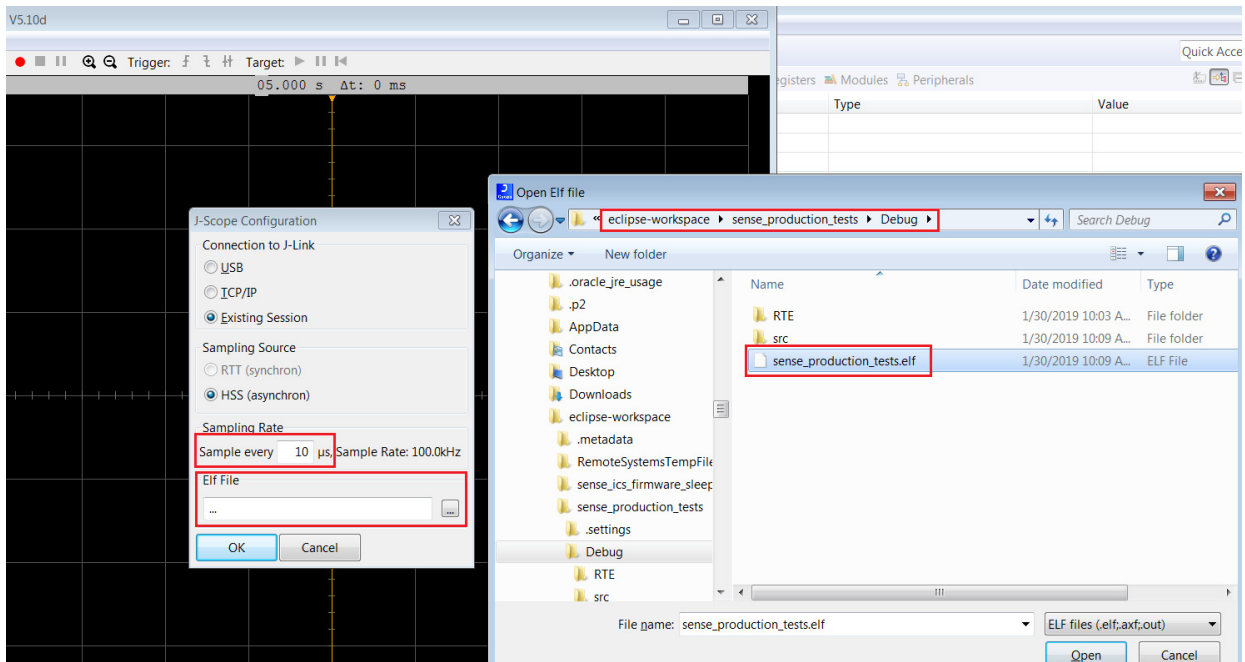 V5.10d
Trigger: Target:
05.000 s Δt: 0 ms
Quick Acce
egisters Modules Peripherals
Type Value
J-Scope Configuration
Connection to J-Link
USB
TCP/IP
Existing Session
Sampling Source
RTT (synchron)
HSS (asynchron)
Sampling Rate
Sample every 10 µs, Sample Rate: 100.0kHz
Elf File
...
...
OK Cancel
Open Elf file
« eclipse-workspace sense_production_tests Debug Search Debug
Organize New folder
.oracle_jre_usage
.p2
AppData
Contacts
Desktop
Downloads
eclipse-workspace
.metadata
RemoteSystemsTempFile
sense_ics_firmware_sleep
sense_production_tests
.settings
Debug
RTE
src
Name Date modified Type
RTE 1/30/2019 10:03 A... File folder
src 1/30/2019 10:09 A... File folder
sense_production_tests.elf 1/30/2019 10:09 A... ELF File
File name: sense_production_tests.elf ELF files (.elf;.axf;.out)
Open Cancel